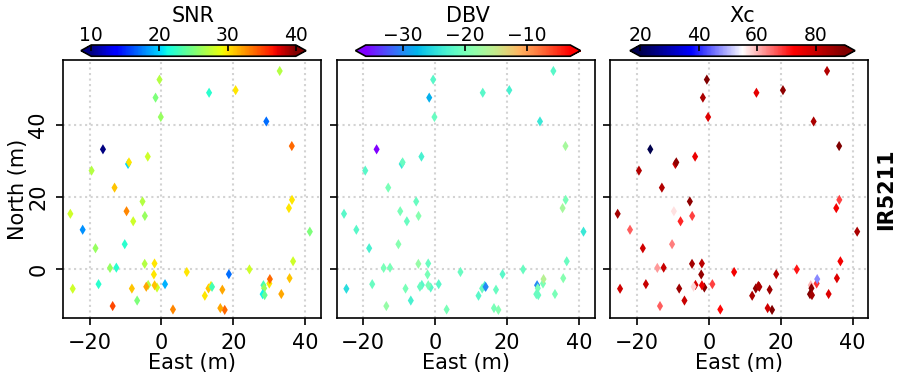 SNR DBV Xc
10 20 30 40 −30 −20 −10 20 40 60 80
North (m)
40
20
0
IR5211
−20 0 20 40 −20 0 20 40 −20 0 20 40
East (m) East (m) East (m)